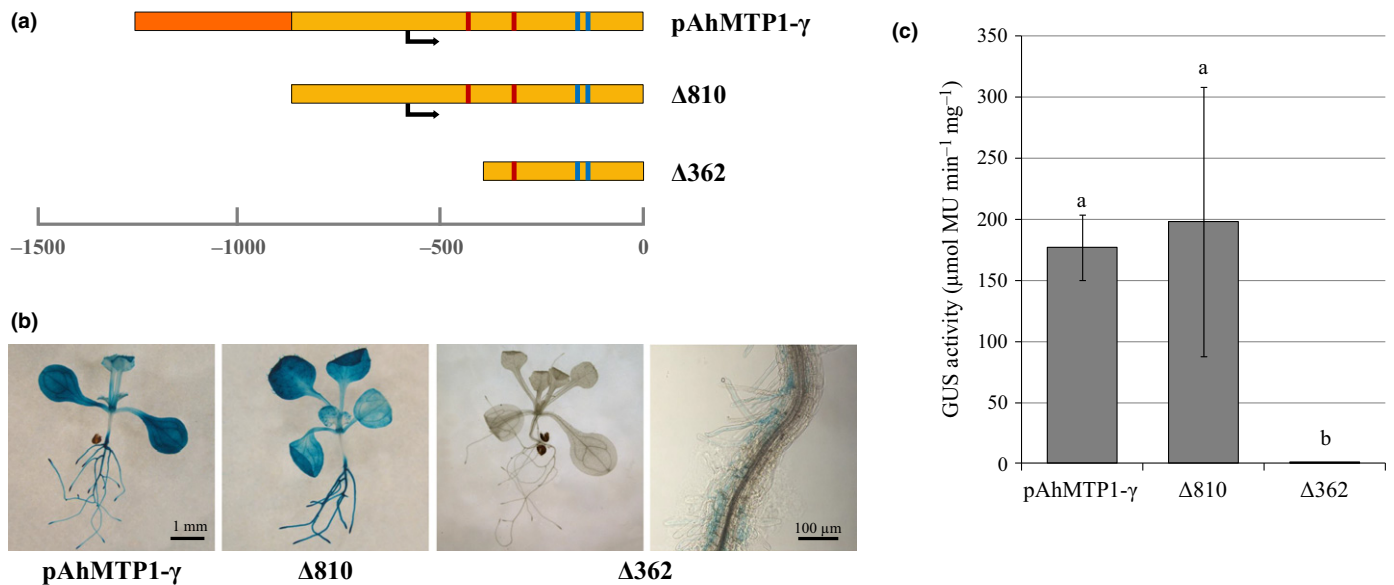 (a)
pAhMTP1-γ
Δ810
Δ362
–1500 –1000 –500 0
(b)
1 mm
100 µm
pAhMTP1-γ Δ810 Δ362
(c)
GUS activity (µmol MU min⁻¹ mg⁻¹)
350
300
250
200
150
100
50
0
a
a
b
pAhMTP1-γ Δ810 Δ362